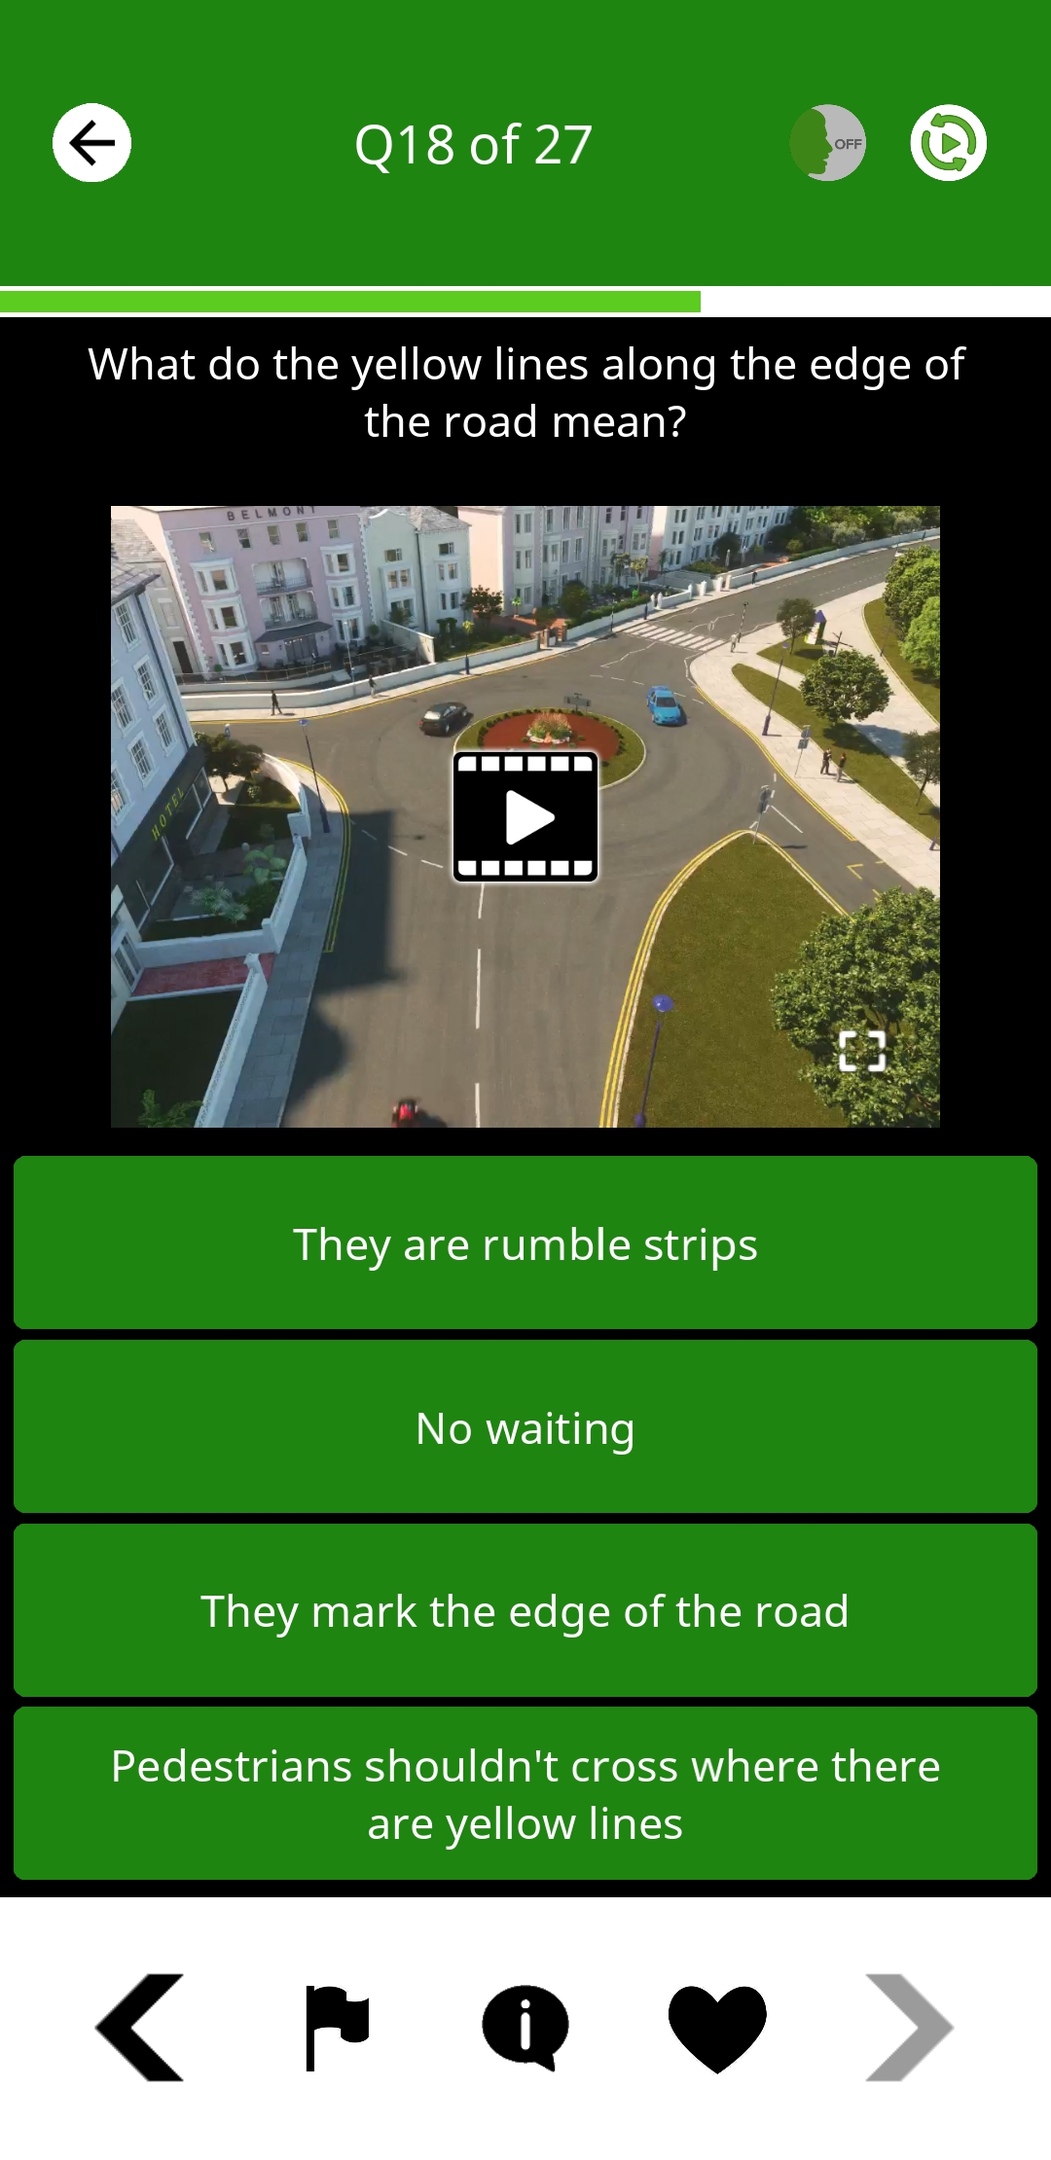 Q18 of 27
OFF
What do the yellow lines along the edge of
the road mean?
BELMONT
HOTEL
They are rumble strips
No waiting
They mark the edge of the road
Pedestrians shouldn't cross where there
are yellow lines
i